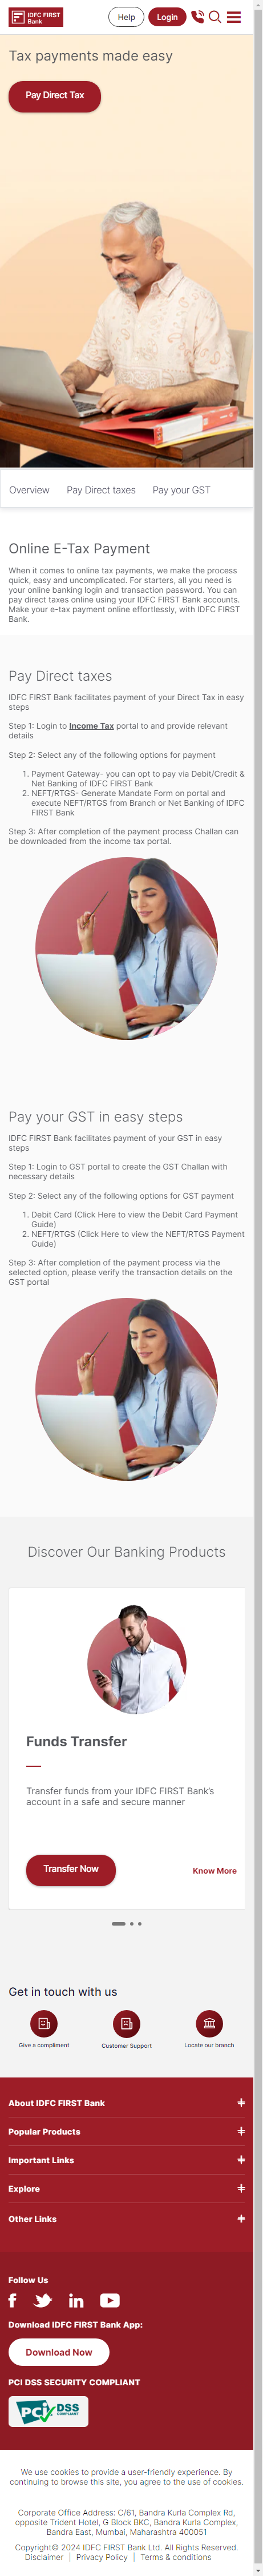 IDFC FIRST
Bank
Help
Login
Tax payments made easy
Pay Direct Tax
Overview
Pay Direct taxes
Pay your GST
Online E-Tax Payment
When it comes to online tax payments, we make the process
quick, easy and uncomplicated. For starters, all you need is
your online banking login and transaction password. You can
pay direct taxes online using your IDFC FIRST Bank accounts.
Make your e-tax payment online effortlessly, with IDFC FIRST
Bank.
Pay Direct taxes
IDFC FIRST Bank facilitates payment of your Direct Tax in easy
steps
Step 1: Login to Income Tax portal to and provide relevant
details
Step 2: Select any of the following options for payment
1. Payment Gateway- you can opt to pay via Debit/Credit &
Net Banking of IDFC FIRST Bank
2. NEFT/RTGS- Generate Mandate Form on portal and
execute NEFT/RTGS from Branch or Net Banking of IDFC
FIRST Bank
Step 3: After completion of the payment process Challan can
be downloaded from the income tax portal.
Pay your GST in easy steps
IDFC FIRST Bank facilitates payment of your GST in easy
steps
Step 1: Login to GST portal to create the GST Challan with
necessary details
Step 2: Select any of the following options for GST payment
1. Debit Card (Click Here to view the Debit Card Payment
Guide)
2. NEFT/RTGS (Click Here to view the NEFT/RTGS Payment
Guide)
Step 3: After completion of the payment process via the
selected option, please verify the transaction details on the
GST portal
Discover Our Banking Products
Funds Transfer
Transfer funds from your IDFC FIRST Bank's
account in a safe and secure manner
Transfer Now
Know More
Get in touch with us
Give a compliment
Customer Support
Locate our branch
About IDFC FIRST Bank
Popular Products
Important Links
Explore
Other Links
Follow Us
Download IDFC FIRST Bank App:
Download Now
PCI DSS SECURITY COMPLIANT
PCI DSS
COMPLIANT
We use cookies to provide a user-friendly experience. By
continuing to browse this site, you agree to the use of cookies.
Corporate Office Address: C/61, Bandra Kurla Complex Rd,
opposite Trident Hotel, G Block BKC, Bandra Kurla Complex,
Bandra East, Mumbai, Maharashtra 400051
Copyright© 2024 IDFC FIRST Bank Ltd. All Rights Reserved.
Disclaimer | Privacy Policy | Terms & conditions